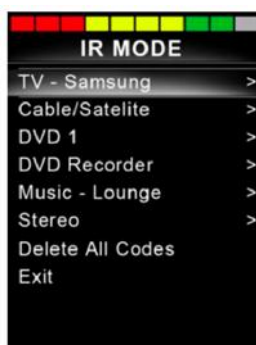 IR MODE
TV - Samsung >
Cable/Satelite >
DVD 1 >
DVD Recorder >
Music - Lounge >
Stereo >
Delete All Codes
Exit